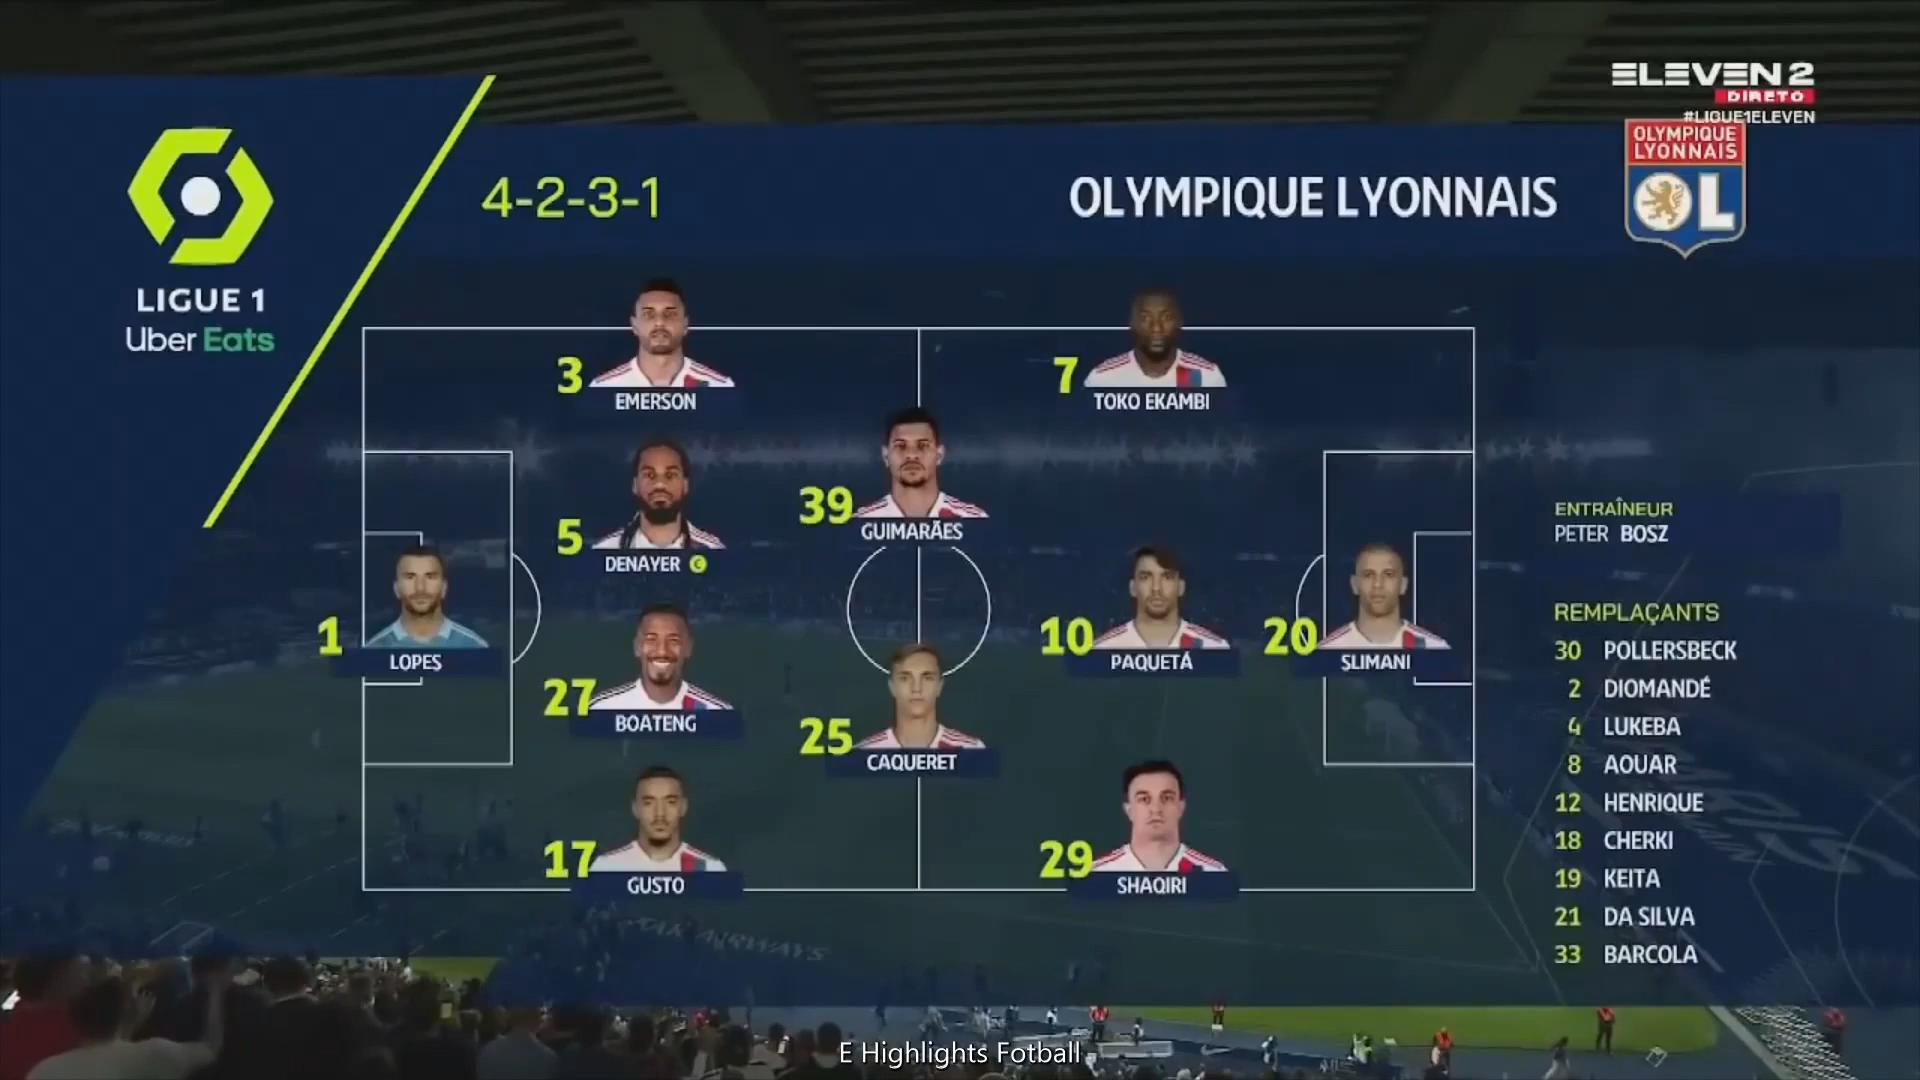 ELEVEN 2
DIRETO
#LIGUE1ELEVEN
OLYMPIQUE
LYONNAIS
OL
4-2-3-1
OLYMPIQUE LYONNAIS
LIGUE 1
Uber Eats
3
EMERSON
7
TOKO EKAMBI
39
GUIMARÃES
5
DENAYER C
1
LOPES
10
PAQUETÁ
20
SLIMANI
27
BOATENG
25
CAQUERET
17
GUSTO
29
SHAQIRI
ENTRAÎNEUR
PETER BOSZ
REMPLAÇANTS
30 POLLERSBECK
2 DIOMANDÉ
4 LUKEBA
8 AOUAR
12 HENRIQUE
18 CHERKI
19 KEITA
21 DA SILVA
33 BARCOLA
QATAR AIRWAYS
E Highlights Fotball